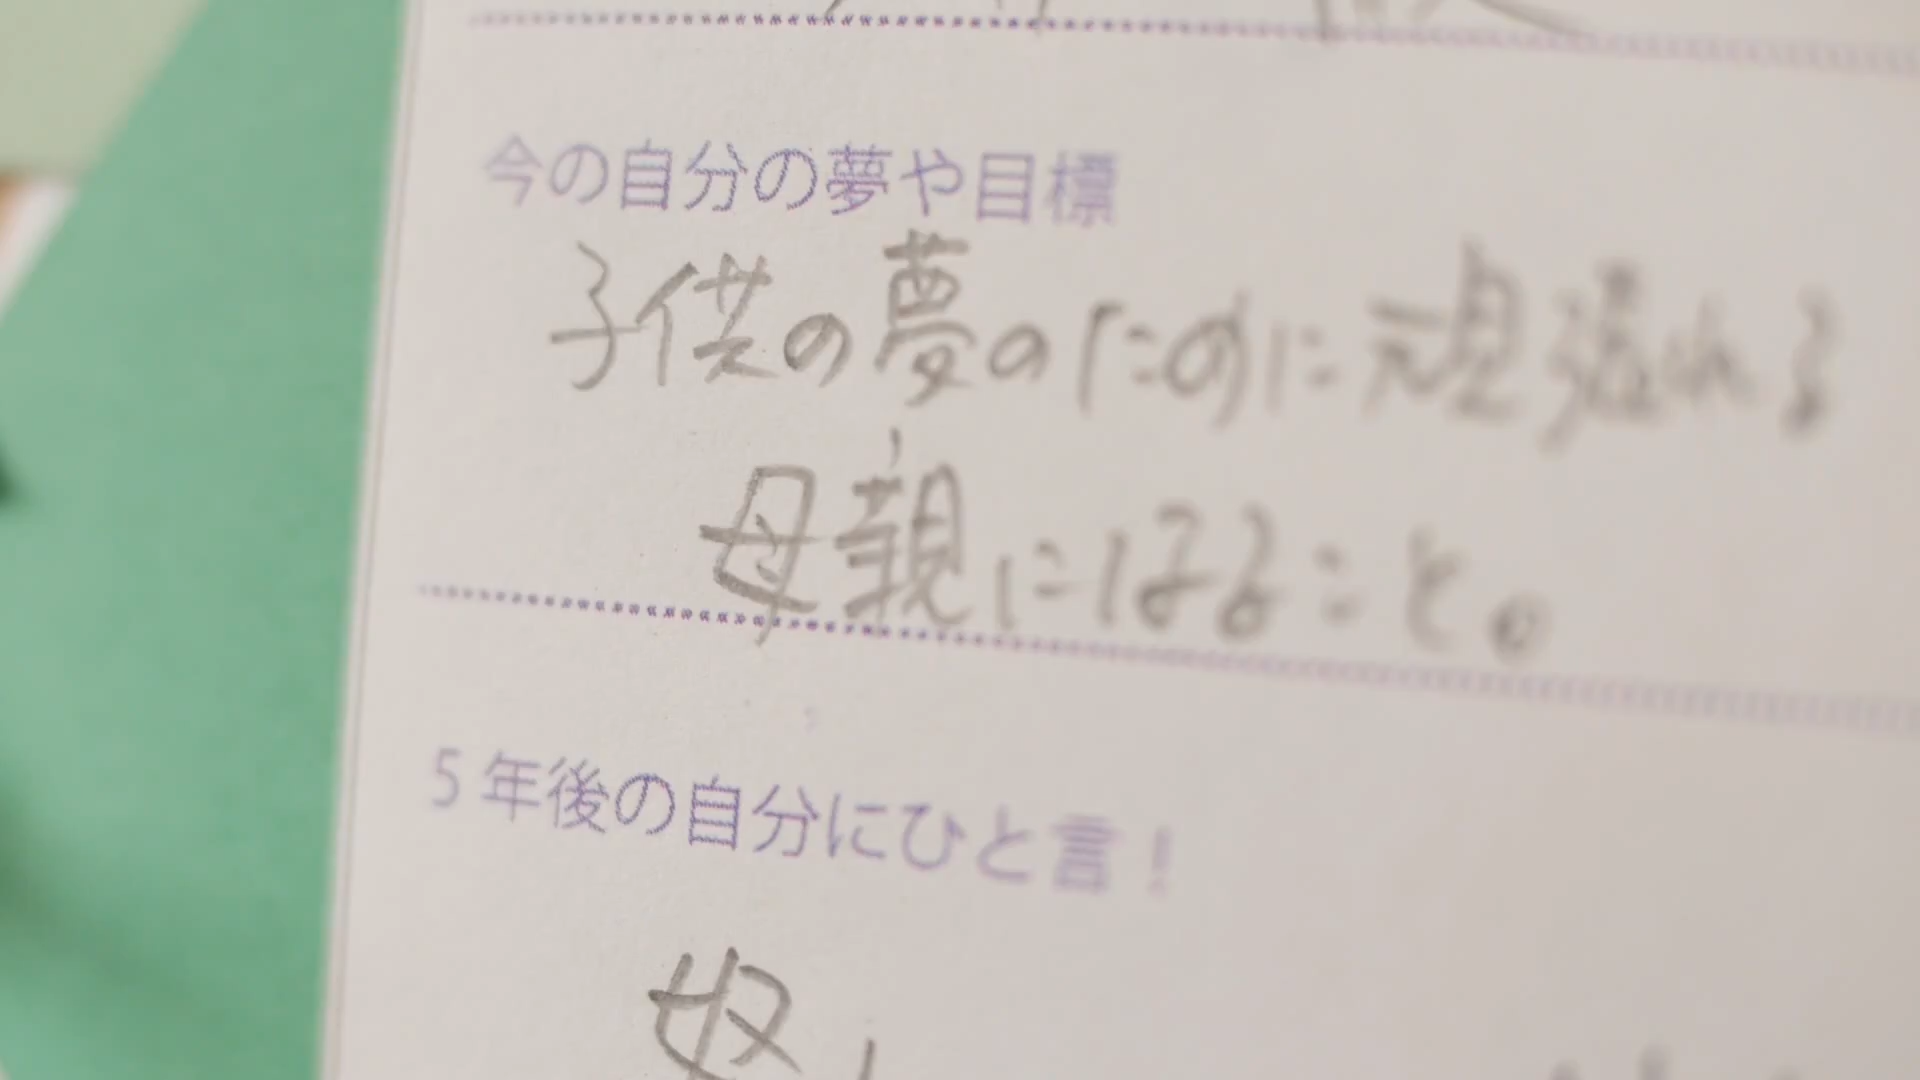 今の自分の夢や目標
子供の夢のために頑張れる
母親になること。
5年後の自分にひと言!